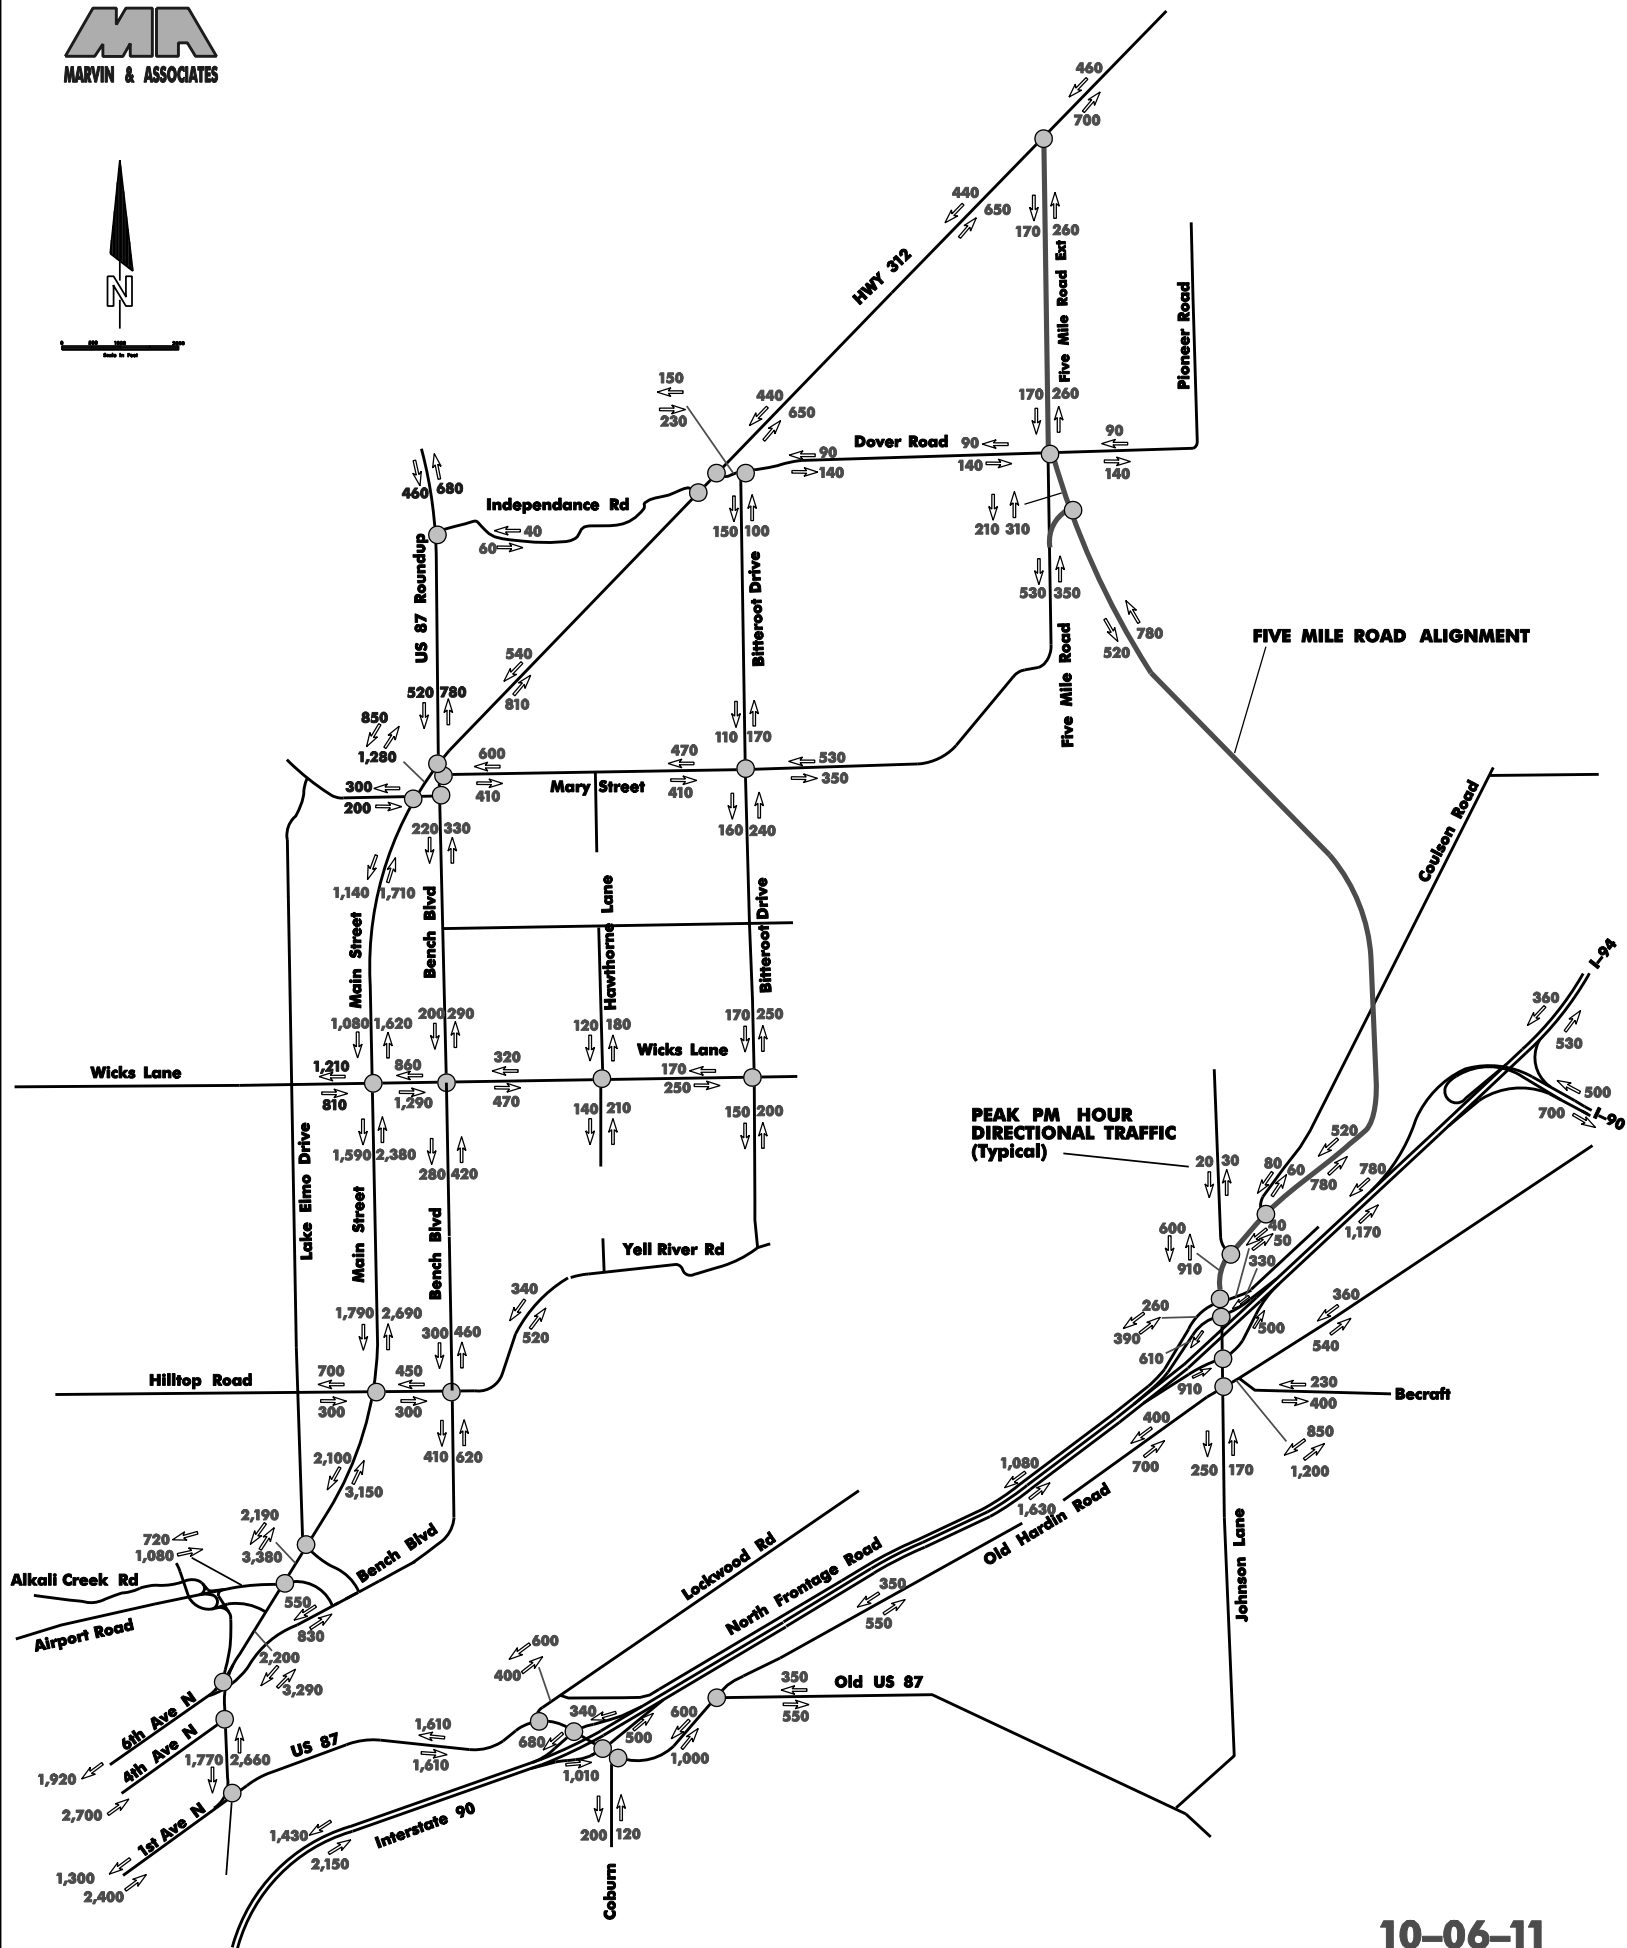 MARVIN & ASSOCIATES
460
700
440
650
170 260
N
HWY 312
Five Mile Road Ext
Pioneer Road
0 500 1000 2000
Scale In Feet
150
230
440
650
170 260
90
Dover Road
90
140
90
140
90
140
460 680
Independance Rd
40
60
150 100
210 310
US 87 Roundup
Bitteroot Drive
530 350
780
520
FIVE MILE ROAD ALIGNMENT
Five Mile Road
540
810
520 780
850
1,280
110 170
600
410
470
410
530
350
300
200
Mary Street
220 330
160 240
Coulson Road
1,140 1,710
Main Street
Bench Blvd
Hawthorne Lane
Bitteroot Drive
I-94
360
530
1,080 1,620
200 290
120 180
170 250
Wicks Lane
1,210
810
860
1,290
320
470
Wicks Lane
170
250
500
700
I-90
140 210
150 200
PEAK PM HOUR
DIRECTIONAL TRAFFIC
(Typical)
520
780
1,590 2,380
280 420
20 30
80
60
780
1,170
Lake Elmo Drive
Main Street
Bench Blvd
Yell River Rd
600
910
40
50
330
340
520
1,790 2,690
300 460
260
390
500
610
360
540
Hilltop Road
700
300
450
300
910
230
400
Becraft
410 620
400
700
250 170
850
1,200
2,100
3,150
1,080
1,630
Old Hardin Road
2,190
3,380
720
1,080
Bench Blvd
Lockwood Rd
North Frontage Road
Johnson Lane
Alkali Creek Rd
Airport Road
550
830
350
550
2,200
3,290
600
400
350
550
Old US 87
6th Ave N
4th Ave N
1,770 2,660
US 87
1,610
1,610
340
680
500
600
1,000
1,010
1,920
2,700
1st Ave N
1,430
2,150
Interstate 90
200 120
1,300
2,400
Coburn
10-06-11